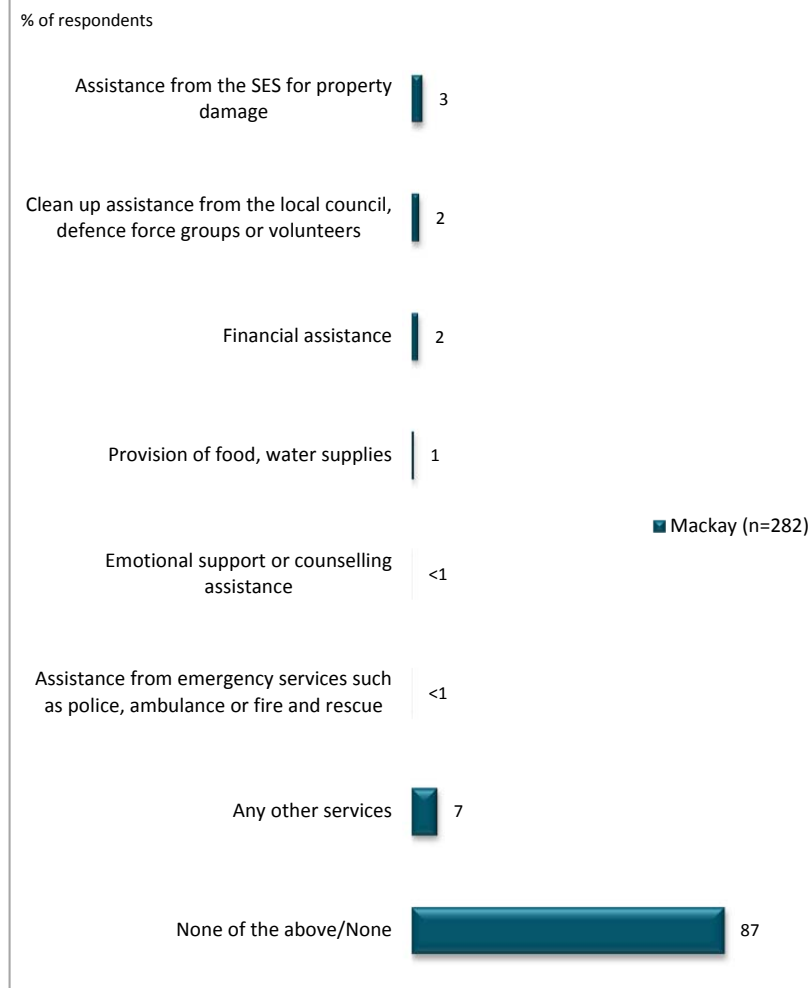 % of respondents
Assistance from the SES for property
damage
3
Clean up assistance from the local council,
defence force groups or volunteers
2
Financial assistance
2
Provision of food, water supplies
1
Mackay (n=282)
Emotional support or counselling
assistance
<1
Assistance from emergency services such
as police, ambulance or fire and rescue
<1
Any other services
7
None of the above/None
87